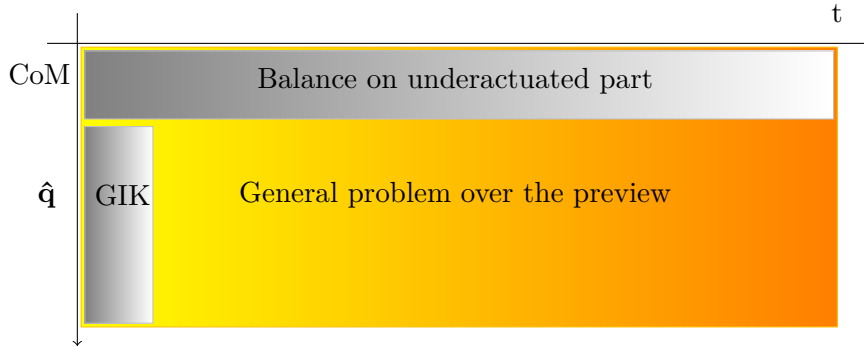 t
CoM
Balance on underactuated part
q̂
GIK
General problem over the preview